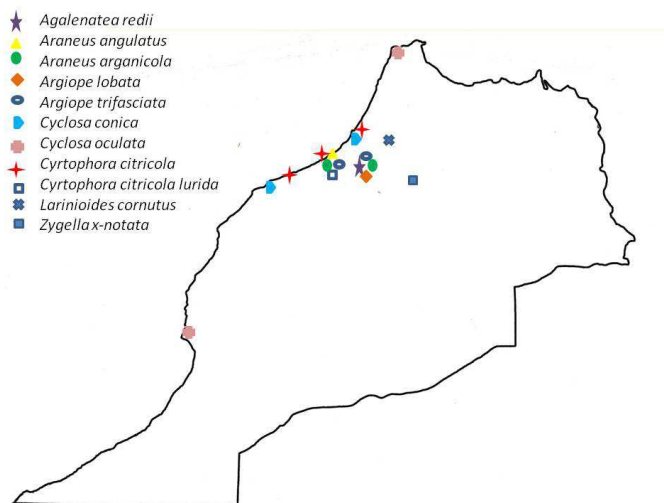 Agalenatea redii
Araneus angulatus
Araneus arganicola
Argiope lobata
Argiope trifasciata
Cyclosa conica
Cyclosa oculata
Cyrtophora citricola
Cyrtophora citricola lurida
Larinioides cornutus
Zygella x-notata